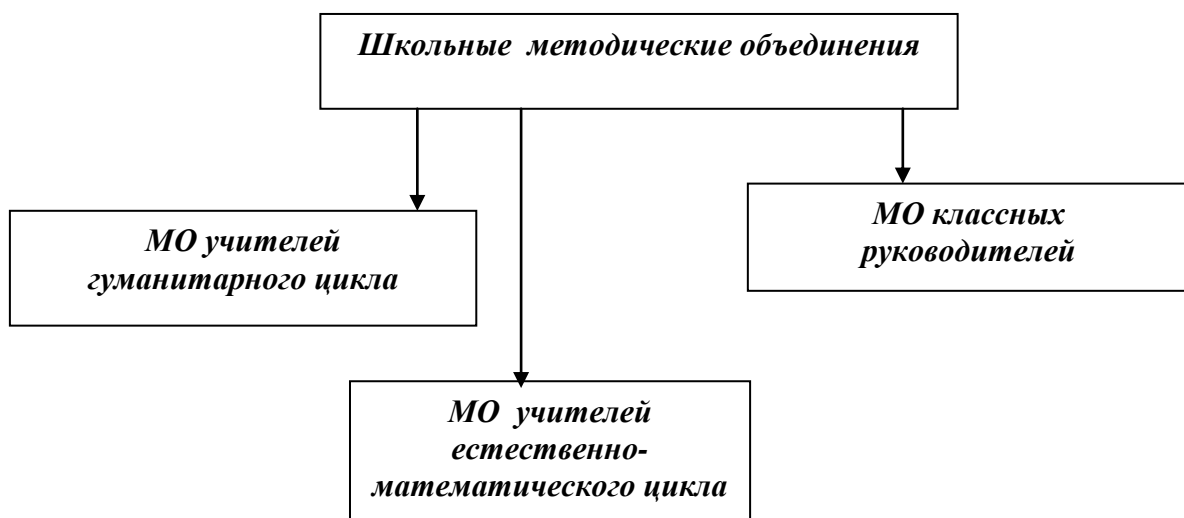 Школьные методические объединения
МО учителей
гуманитарного цикла
МО классных
руководителей
МО учителей
естественно-
математического цикла